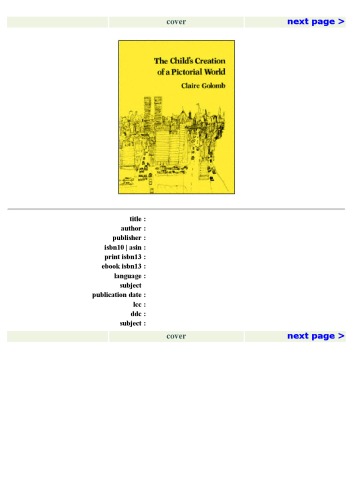 cover next page >
The Child's Creation
of a Pictorial World
Claire Golomb
title :
author :
publisher :
isbn10 | asin :
print isbn13 :
ebook isbn13 :
language :
subject
publication date :
lcc :
ddc :
subject :
cover next page >